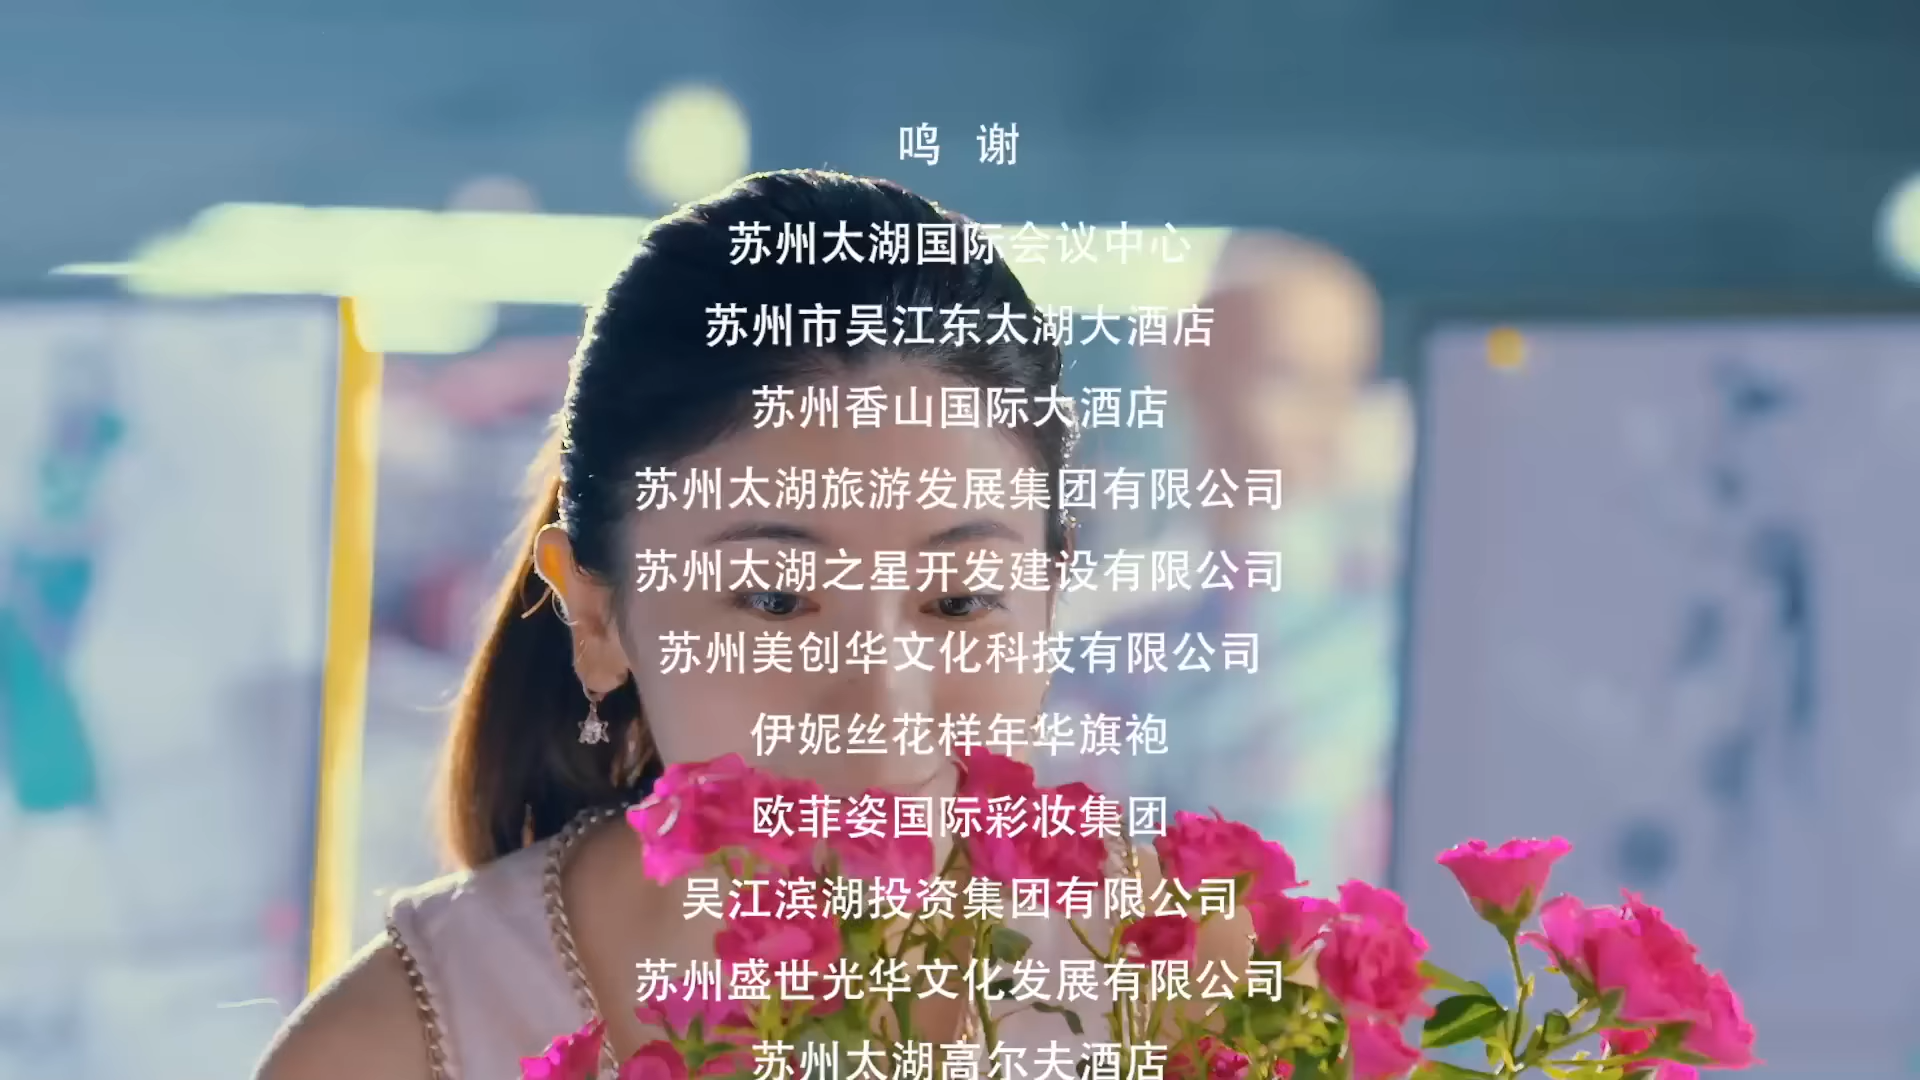 鸣 谢
苏州太湖国际会议中心
苏州市吴江东太湖大酒店
苏州香山国际大酒店
苏州太湖旅游发展集团有限公司
苏州太湖之星开发建设有限公司
苏州美创华文化科技有限公司
伊妮丝花样年华旗袍
欧菲姿国际彩妆集团
吴江滨湖投资集团有限公司
苏州盛世光华文化发展有限公司
苏州太湖高尔夫酒店